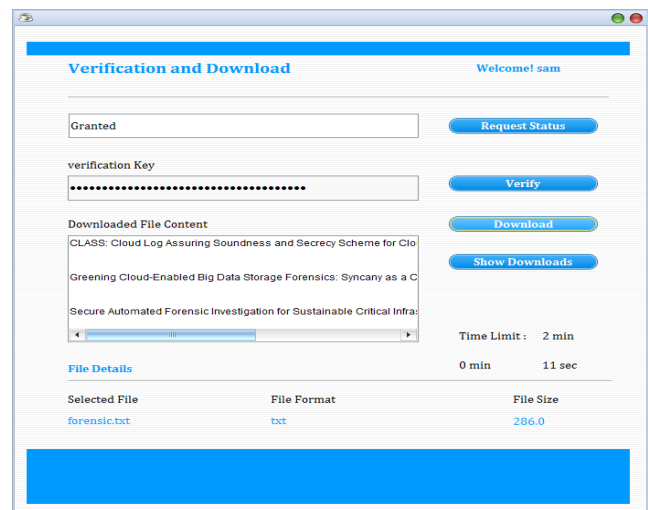 Verification and Download
Welcome! sam
Granted
Request Status
verification Key
•••••••••••••••••••••••••••••••••••••
Verify
Downloaded File Content
Download
CLASS: Cloud Log Assuring Soundness and Secrecy Scheme for Clo
Show Downloads
Greening Cloud-Enabled Big Data Storage Forensics: Syncany as a C
Secure Automated Forensic Investigation for Sustainable Critical Infra
Time Limit : 2 min
File Details
0 min 11 sec
Selected File File Format File Size
forensic.txt txt 286.0